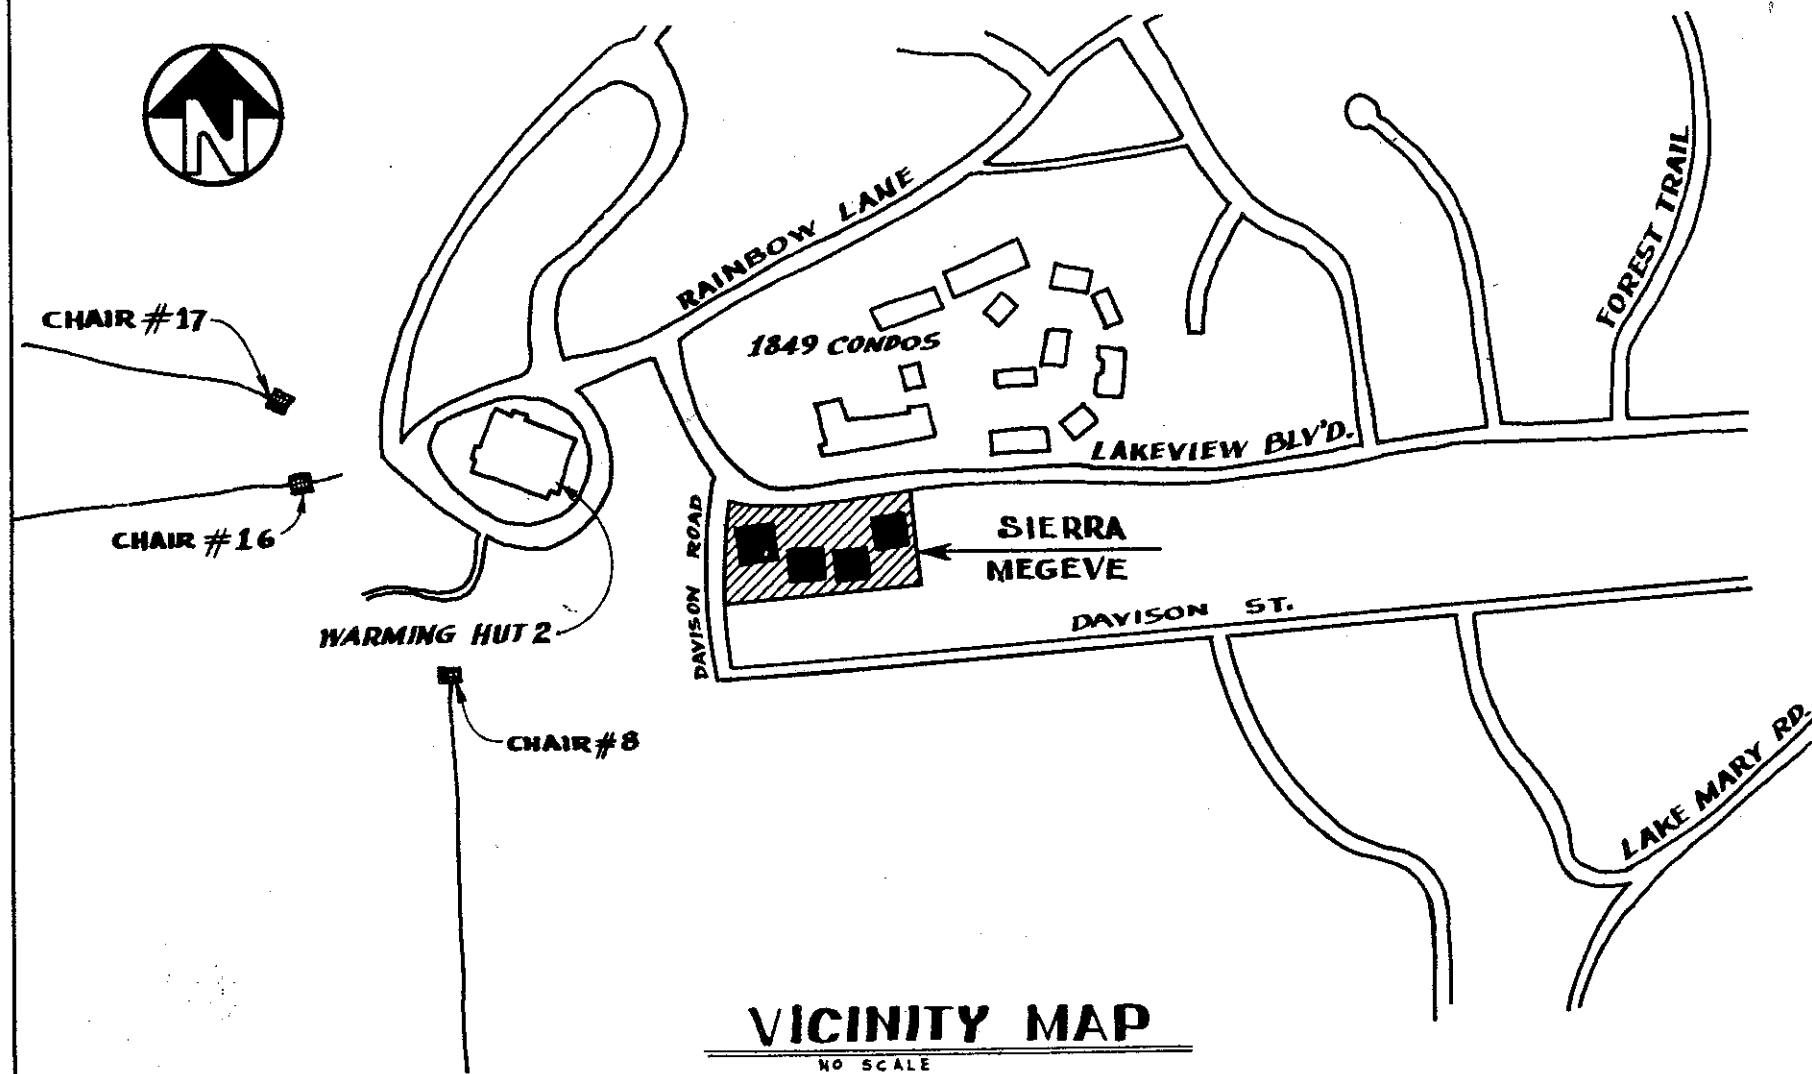 N
RAINBOW LANE
FOREST TRAIL
CHAIR #17
1849 CONDOS
LAKEVIEW BLV'D.
CHAIR #16
DAVISON ROAD
SIERRA
MEGEVE
DAVISON ST.
WARMING HUT 2
CHAIR #8
LAKE MARY RD.
VICINITY MAP
NO SCALE